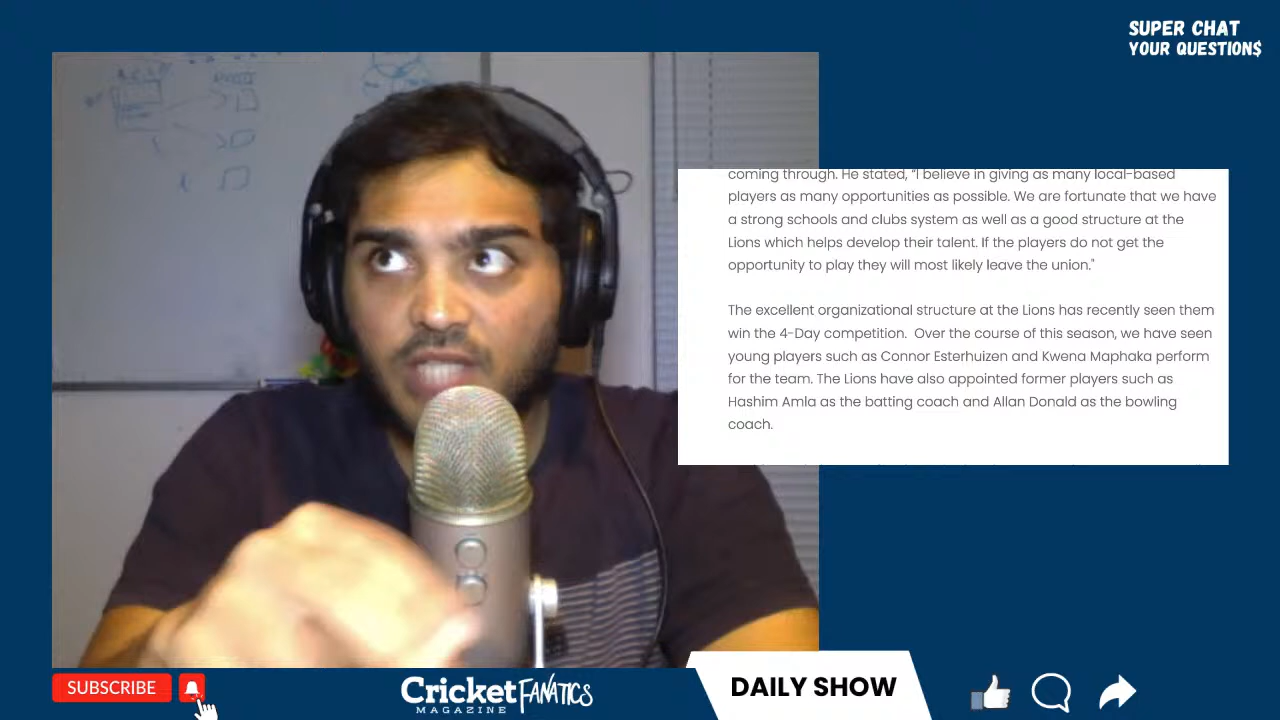 SUPER CHAT
YOUR QUESTION$
coming through. He stated, "I believe in giving as many local-based
players as many opportunities as possible. We are fortunate that we have
a strong schools and clubs system as well as a good structure at the
Lions which helps develop their talent. If the players do not get the
opportunity to play they will most likely leave the union."
The excellent organizational structure at the Lions has recently seen them
win the 4-Day competition.  Over the course of this season, we have seen
young players such as Connor Esterhuizen and Kwena Maphaka perform
for the team. The Lions have also appointed former players such as
Hashim Amla as the batting coach and Allan Donald as the bowling
coach.
SUBSCRIBE
Cricket FANATICS
MAGAZINE
DAILY SHOW